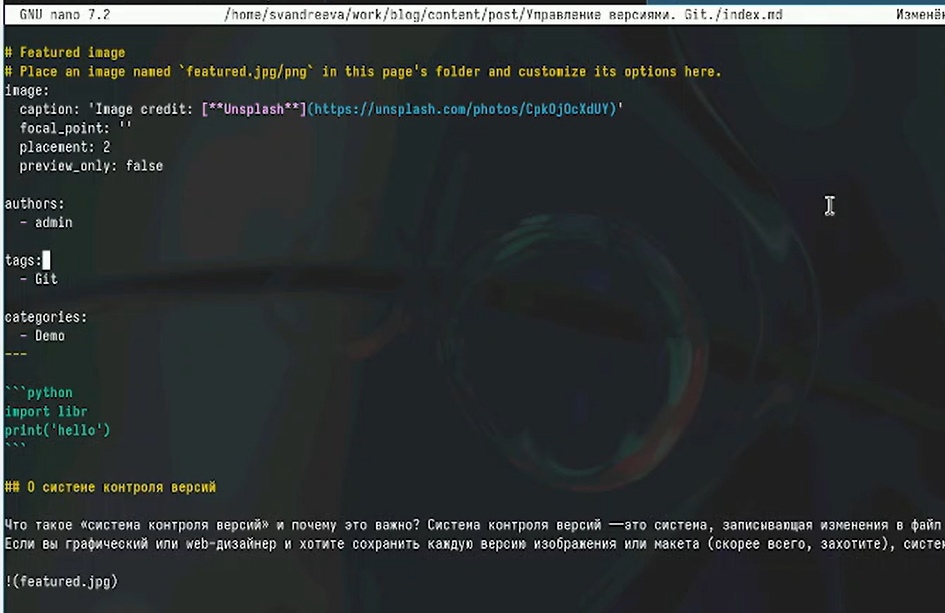 GNU nano 7.2 /home/svandreeva/work/blog/content/post/Управление версиями. Git./index.md Изменён
# Featured image
# Place an image named `featured.jpg/png` in this page's folder and customize its options here.
image:
caption: 'Image credit: [**Unsplash**](https://unsplash.com/photos/CpkOjOcXdUY)'
focal_point: ''
placement: 2
preview_only: false
authors:
- admin
tags:
- Git
categories:
- Demo
---
```python
import libr
print('hello')
```
## О системе контроля версий
Что такое «система контроля версий» и почему это важно? Система контроля версий —это система, записывающая изменения в файл
Если вы графический или web-дизайнер и хотите сохранить каждую версию изображения или макета (скорее всего, захотите), систем
!(featured.jpg)